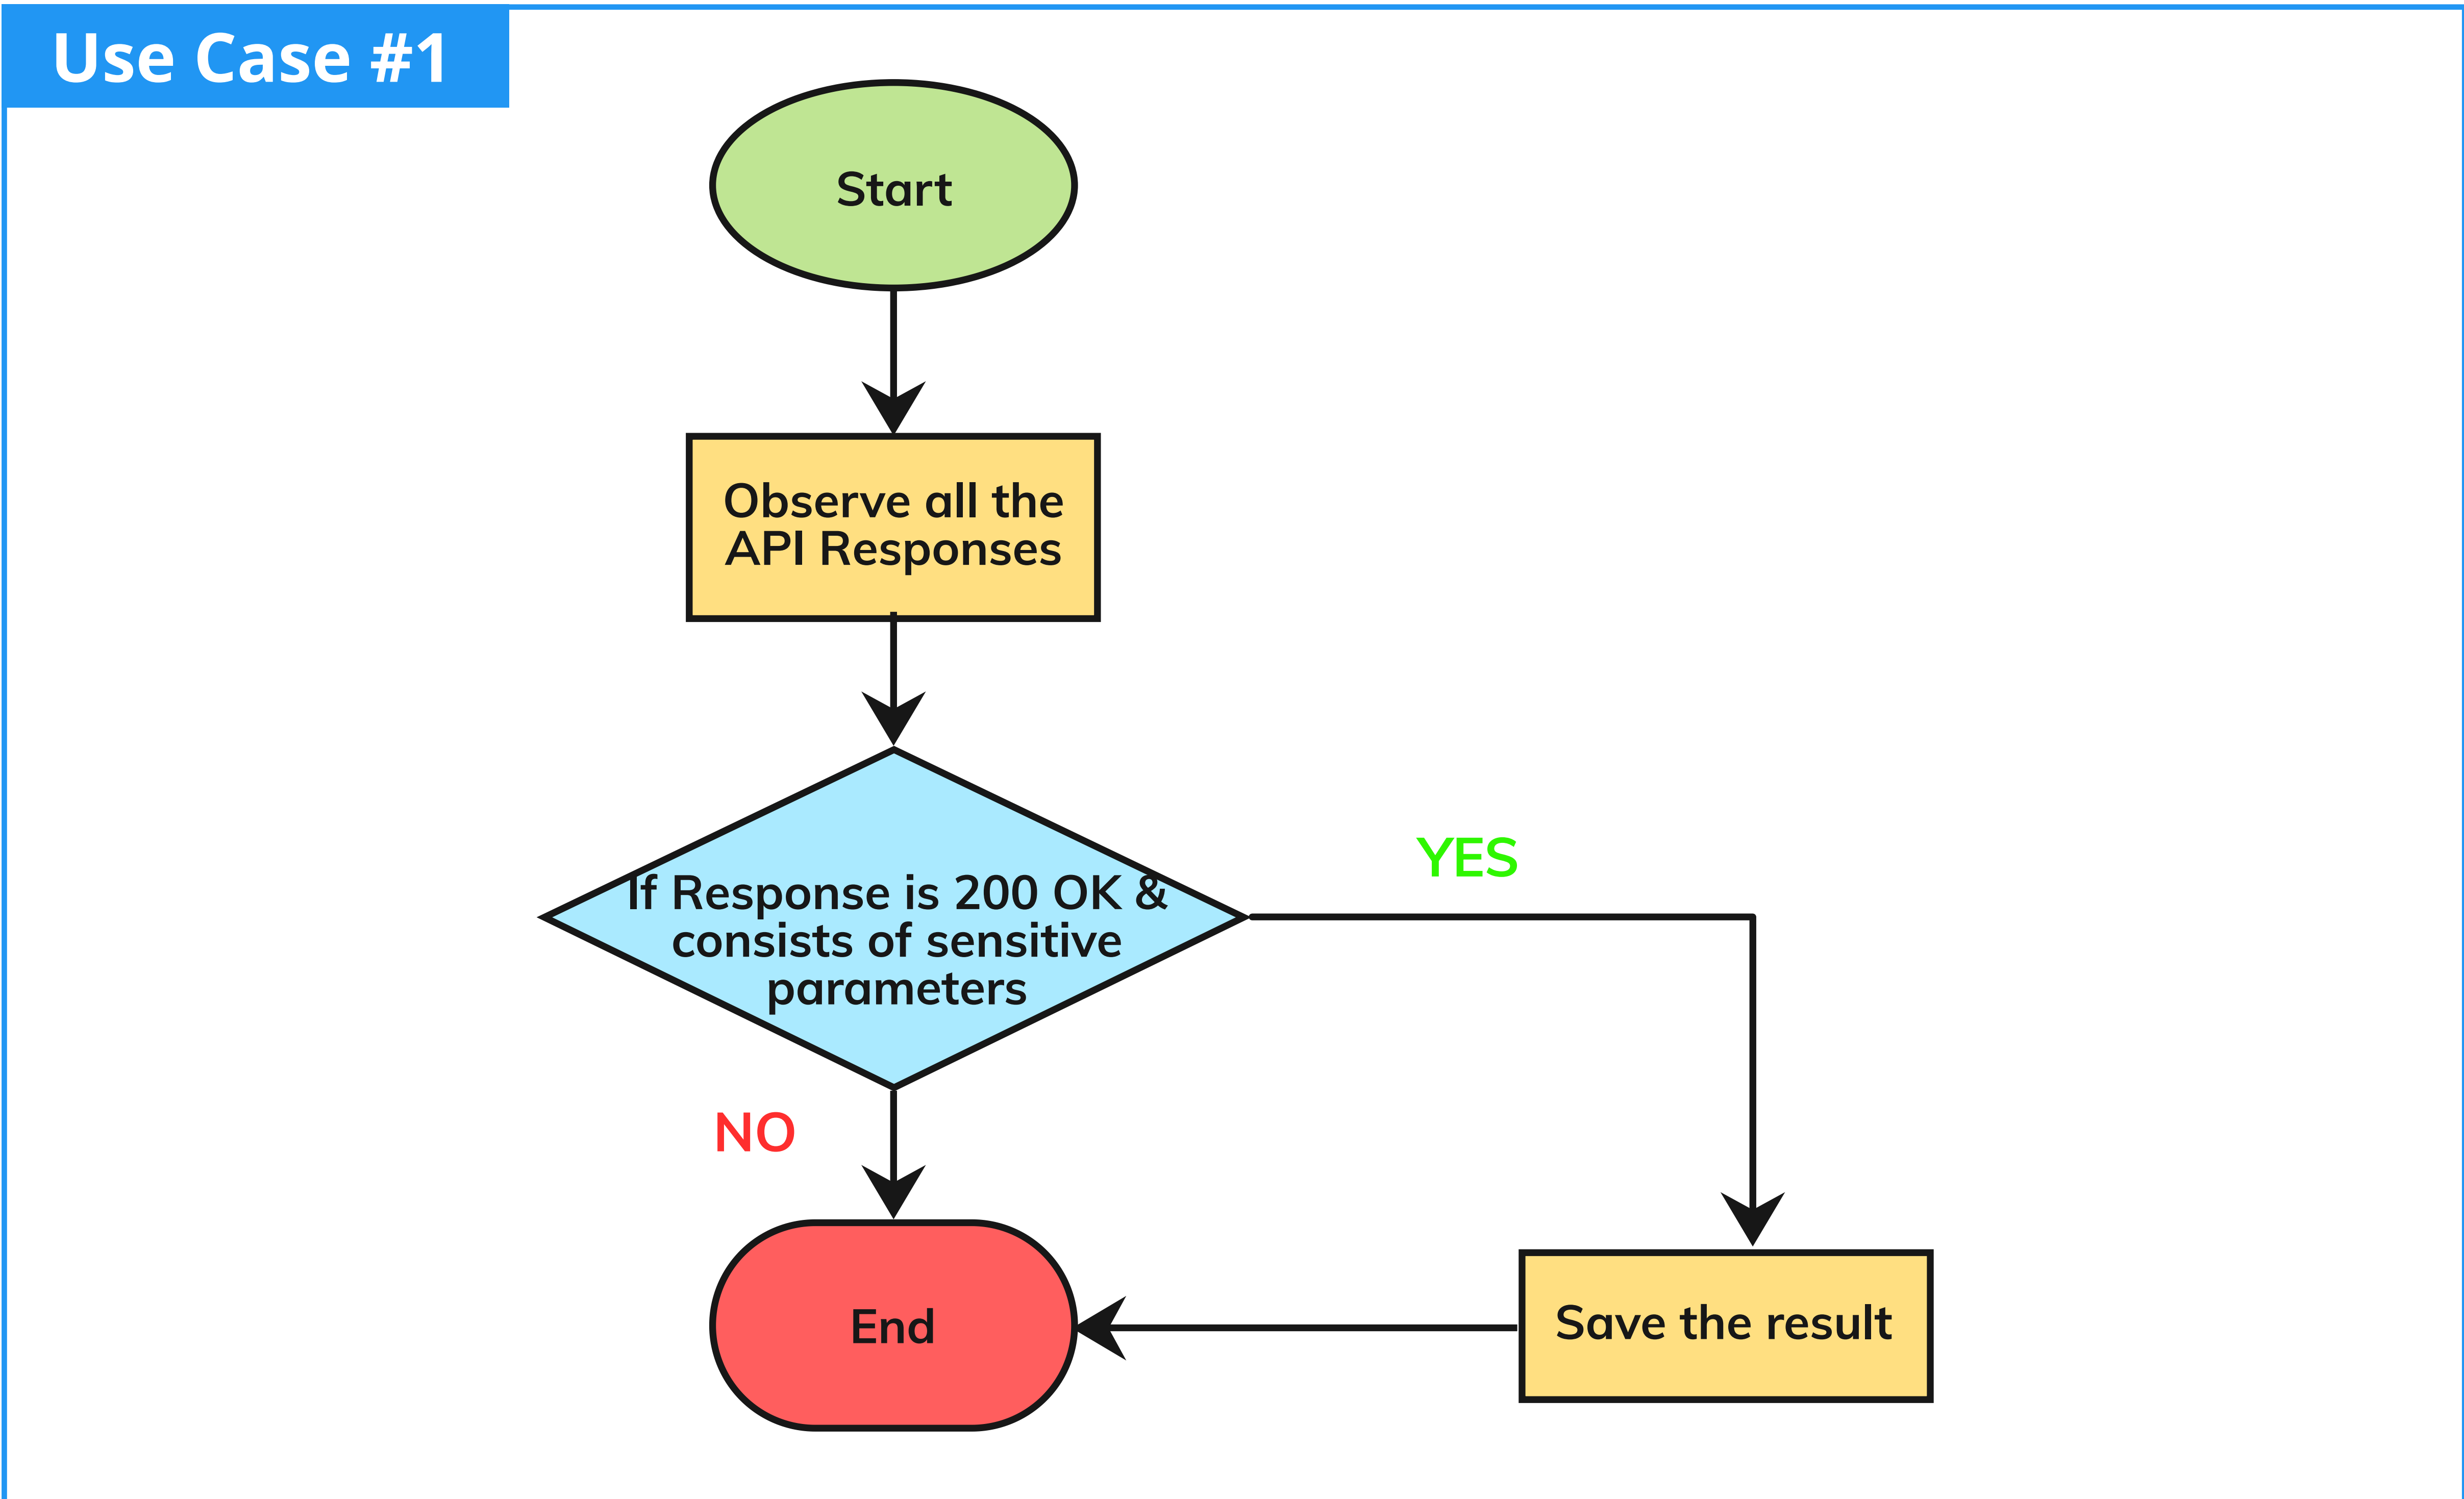 Use Case #1
Start
Observe all the
API Responses
If Response is 200 OK &
consists of sensitive
parameters
YES
NO
End
Save the result